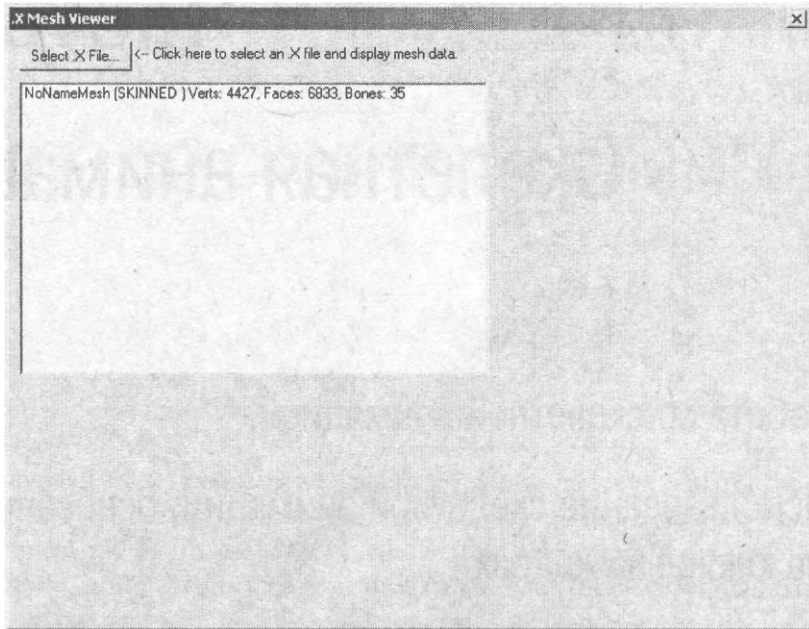 .X Mesh Viewer
Select .X File...
<-- Click here to select an .X file and display mesh data.
NoNameMesh (SKINNED ) Verts: 4427, Faces: 6833, Bones: 35